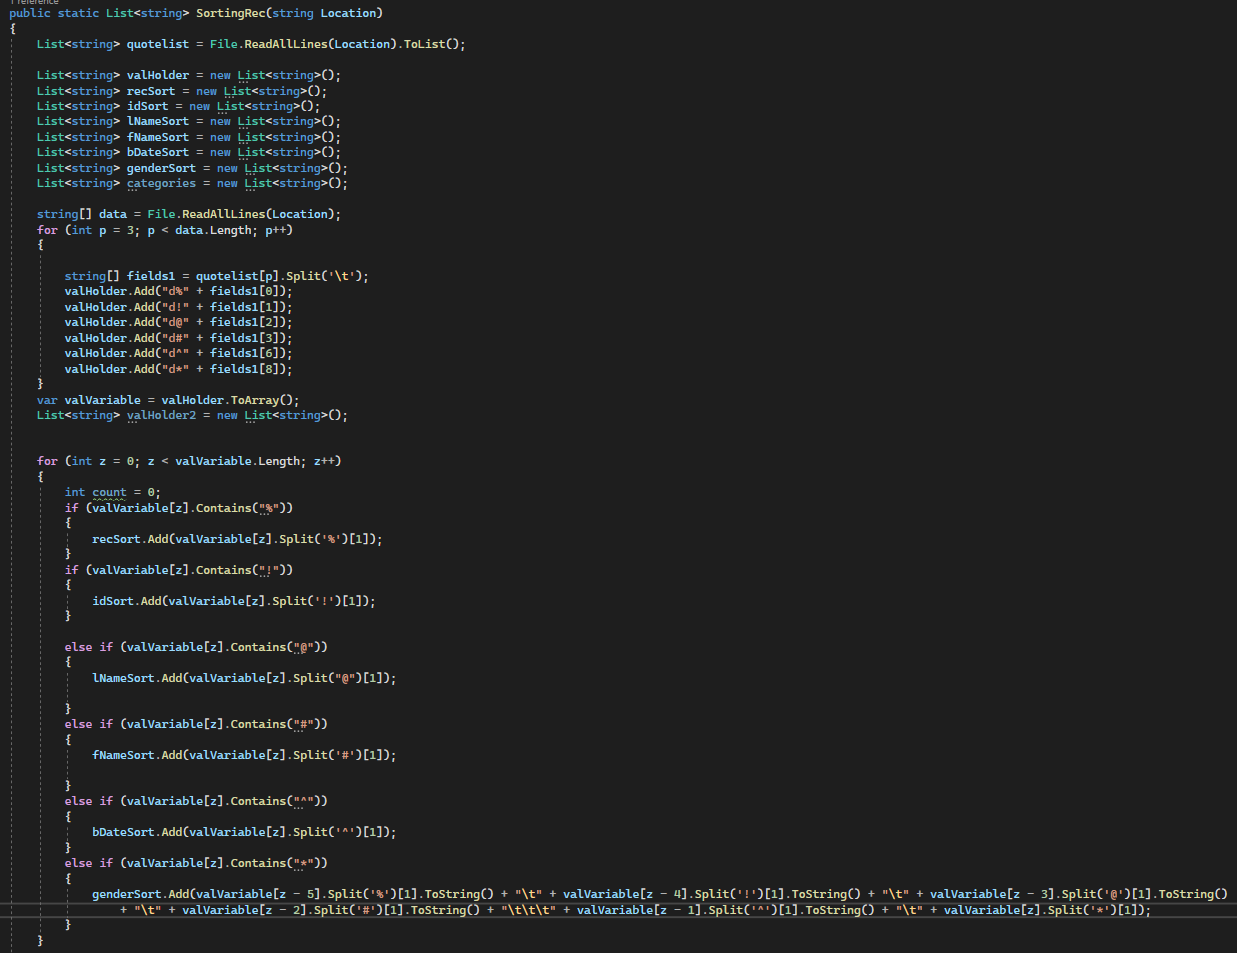 1 reference
public static List<string> SortingRec(string Location)
{
List<string> quotelist = File.ReadAllLines(Location).ToList();
List<string> valHolder = new List<string>();
List<string> recSort = new List<string>();
List<string> idSort = new List<string>();
List<string> lNameSort = new List<string>();
List<string> fNameSort = new List<string>();
List<string> bDateSort = new List<string>();
List<string> genderSort = new List<string>();
List<string> categories = new List<string>();
string[] data = File.ReadAllLines(Location);
for (int p = 3; p < data.Length; p++)
{
string[] fields1 = quotelist[p].Split('\t');
valHolder.Add("d%" + fields1[0]);
valHolder.Add("d!" + fields1[1]);
valHolder.Add("d@" + fields1[2]);
valHolder.Add("d#" + fields1[3]);
valHolder.Add("d^" + fields1[6]);
valHolder.Add("d*" + fields1[8]);
}
var valVariable = valHolder.ToArray();
List<string> valHolder2 = new List<string>();
for (int z = 0; z < valVariable.Length; z++)
{
int count = 0;
if (valVariable[z].Contains("%"))
{
recSort.Add(valVariable[z].Split('%')[1]);
}
if (valVariable[z].Contains("!"))
{
idSort.Add(valVariable[z].Split('!')[1]);
}
else if (valVariable[z].Contains("@"))
{
lNameSort.Add(valVariable[z].Split("@")[1]);
}
else if (valVariable[z].Contains("#"))
{
fNameSort.Add(valVariable[z].Split('#')[1]);
}
else if (valVariable[z].Contains("^"))
{
bDateSort.Add(valVariable[z].Split('^')[1]);
}
else if (valVariable[z].Contains("*"))
{
genderSort.Add(valVariable[z - 5].Split('%')[1].ToString() + "\t" + valVariable[z - 4].Split('!')[1].ToString() + "\t" + valVariable[z - 3].Split('@')[1].ToString()
+ "\t" + valVariable[z - 2].Split('#')[1].ToString() + "\t\t\t" + valVariable[z - 1].Split('^')[1].ToString() + "\t" + valVariable[z].Split('*')[1]);
}
}